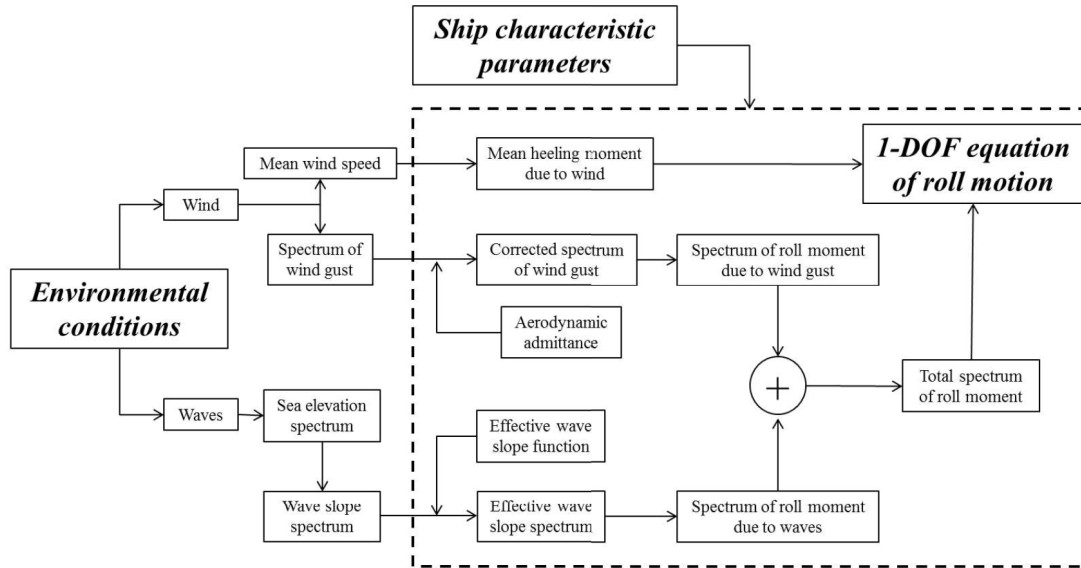 Ship characteristic
parameters
1-DOF equation
of roll motion
Mean wind speed
Mean heeling moment
due to wind
Wind
Spectrum of
wind gust
Corrected spectrum
of wind gust
Spectrum of roll moment
due to wind gust
Environmental
conditions
Aerodynamic
admittance
+
Total spectrum
of roll moment
Waves
Sea elevation
spectrum
Effective wave
slope function
Wave slope
spectrum
Effective wave
slope spectrum
Spectrum of roll moment
due to waves